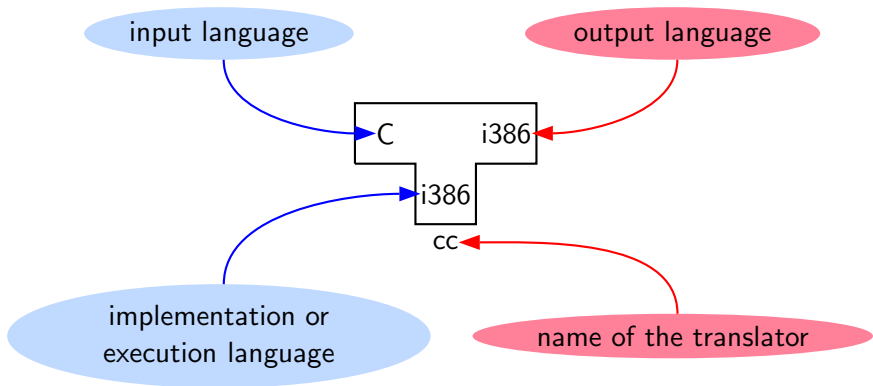 input language
output language
C
i386
i386
cc
implementation or
execution language
name of the translator